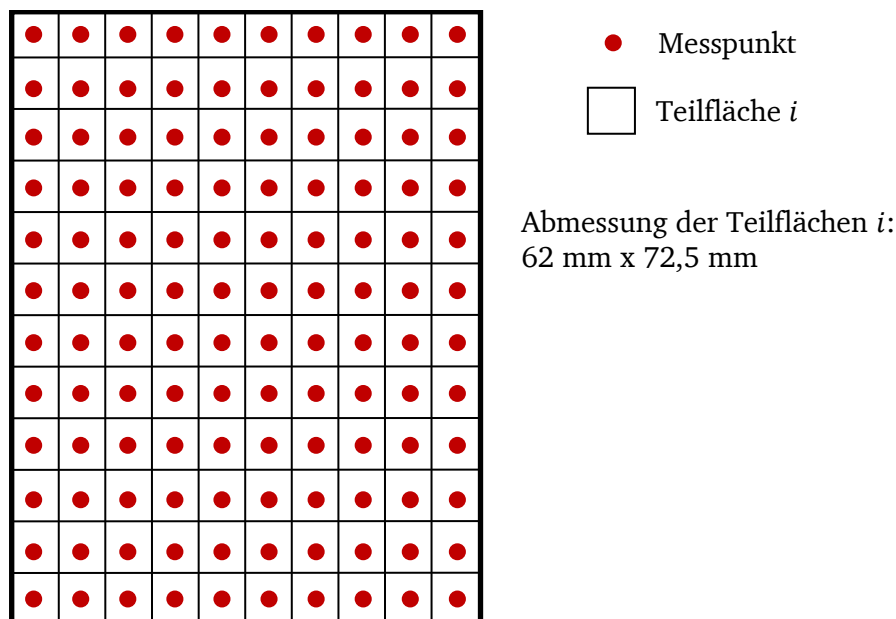 Messpunkt
Teilfläche i
Abmessung der Teilflächen i:
62 mm x 72,5 mm